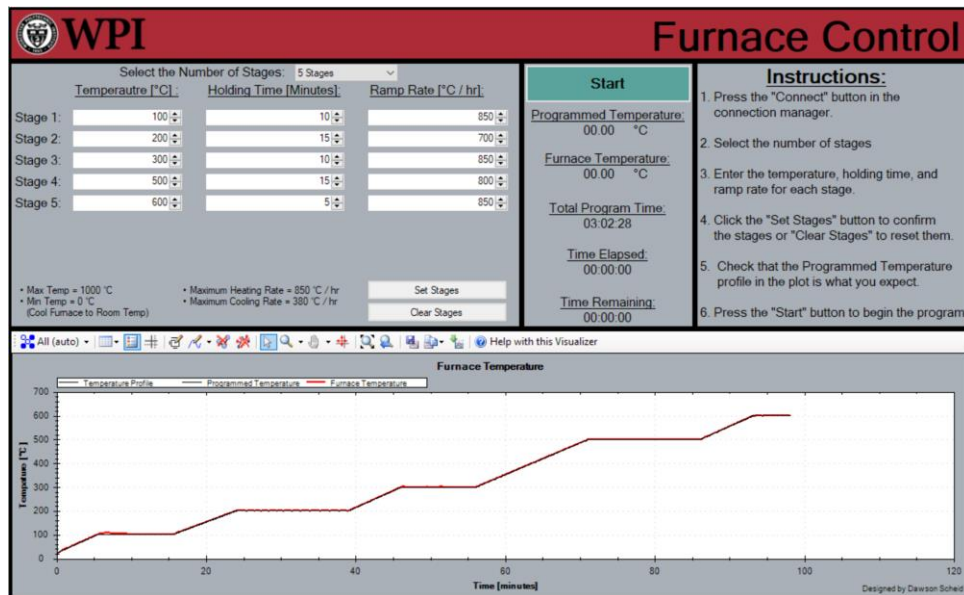 WPI
Furnace Control
Select the Number of Stages: 5 Stages
Temperautre [°C] : Holding Time [Minutes]: Ramp Rate [°C / hr]:
Stage 1: 100 10 850
Stage 2: 200 15 700
Stage 3: 300 10 850
Stage 4: 500 15 800
Stage 5: 600 5 850
• Max Temp = 1000 °C
• Min Temp = 0 °C
(Cool Furnace to Room Temp)
• Maximum Heating Rate = 850 °C / hr
• Maximum Cooling Rate = 380 °C / hr
Set Stages
Clear Stages
Start
Programmed Temperature:
00.00 °C
Furnace Temperature:
00.00 °C
Total Program Time:
03:02:28
Time Elapsed:
00:00:00
Time Remaining:
00:00:00
Instructions:
1. Press the "Connect" button in the
connection manager.
2. Select the number of stages
3. Enter the temperature, holding time, and
ramp rate for each stage.
4. Click the "Set Stages" button to confirm
the stages or "Clear Stages" to reset them.
5. Check that the Programmed Temperature
profile in the plot is what you expect.
6. Press the "Start" button to begin the program
All (auto) Help with this Visualizer
Furnace Temperature
Temperature Profile Programmed Temperature Furnace Temperature
700
600
500
400
300
200
100
0
Tempature [°C]
0 20 40 60 80 100 120
Time [minutes]
Designed by Dawson Scheid